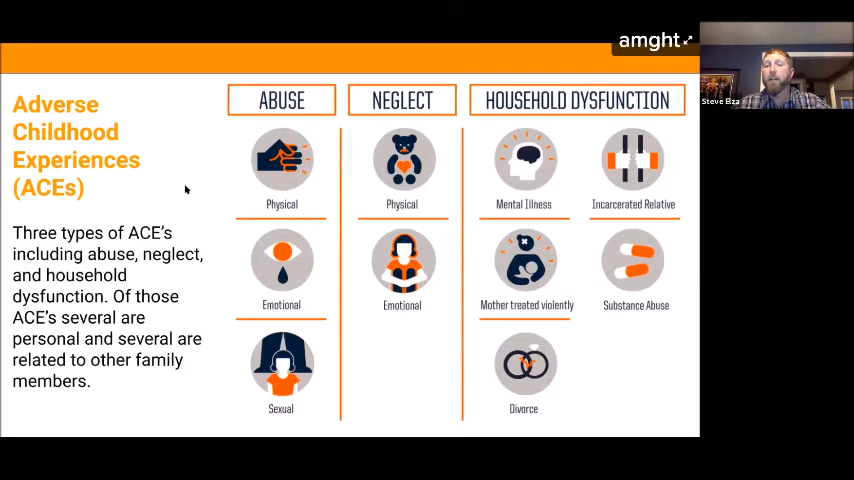 amght
Steve Elza
Adverse
Childhood
Experiences
(ACEs)
Three types of ACE's
including abuse, neglect,
and household
dysfunction. Of those
ACE's several are
personal and several are
related to other family
members.
ABUSE
NEGLECT
HOUSEHOLD DYSFUNCTION
Physical
Physical
Mental Illness
Incarcerated Relative
Emotional
Emotional
Mother treated violently
Substance Abuse
Sexual
Divorce